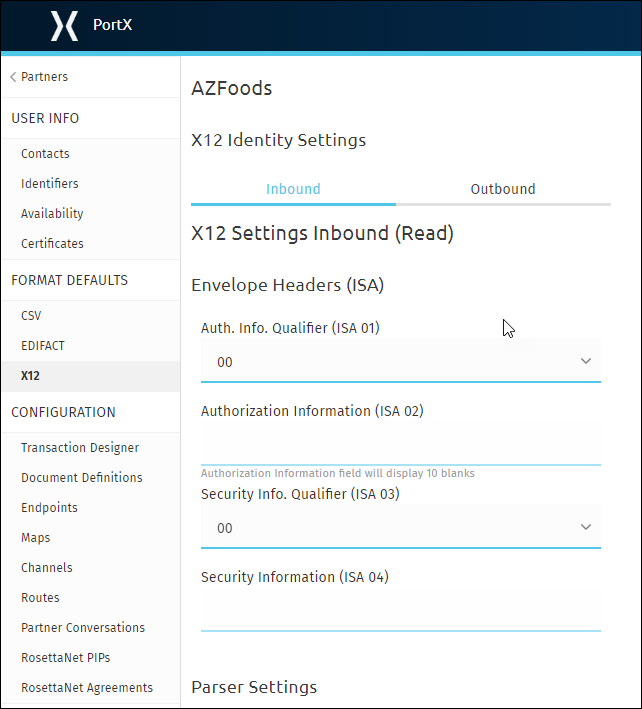 PortX
Partners
USER INFO
Contacts
Identifiers
Availability
Certificates
FORMAT DEFAULTS
CSV
EDIFACT
X12
CONFIGURATION
Transaction Designer
Document Definitions
Endpoints
Maps
Channels
Routes
Partner Conversations
RosettaNet PIPs
RosettaNet Agreements
AZFoods
X12 Identity Settings
Inbound Outbound
X12 Settings Inbound (Read)
Envelope Headers (ISA)
Auth. Info. Qualifier (ISA 01)
00
Authorization Information (ISA 02)
Authorization Information field will display 10 blanks
Security Info. Qualifier (ISA 03)
00
Security Information (ISA 04)
Parser Settings